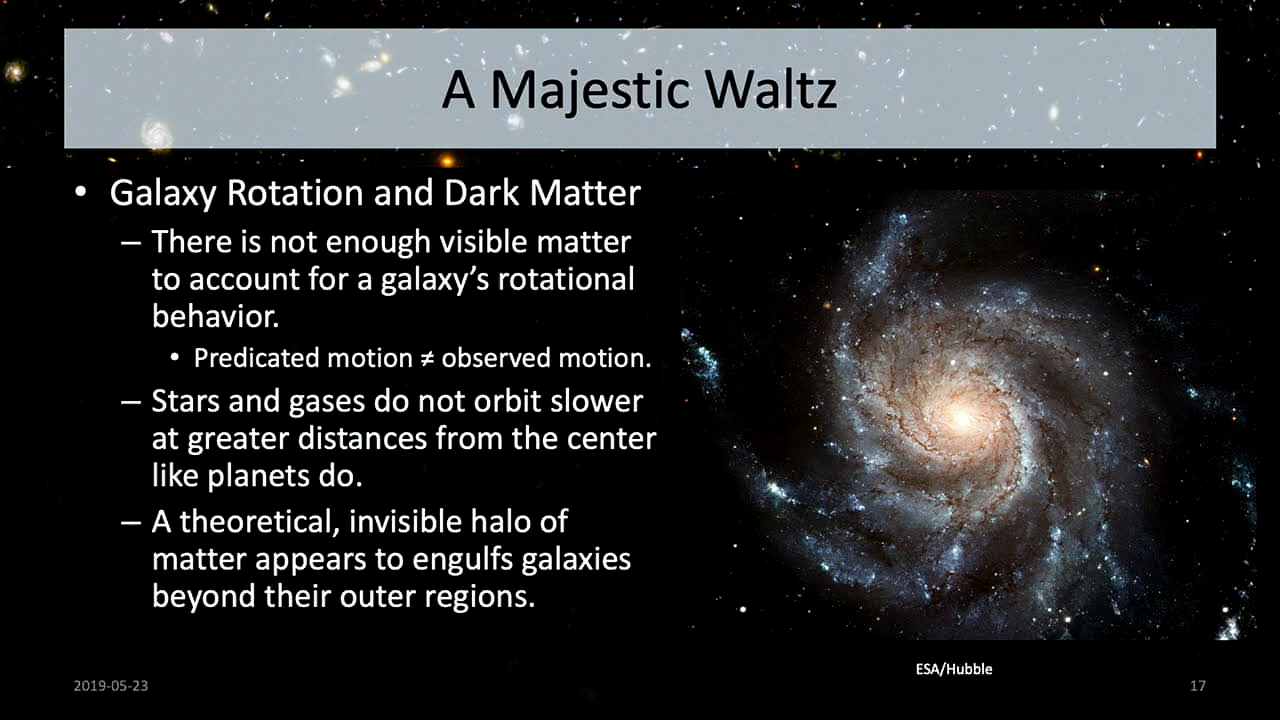 A Majestic Waltz
• Galaxy Rotation and Dark Matter
– There is not enough visible matter
to account for a galaxy’s rotational
behavior.
• Predicated motion ≠ observed motion.
– Stars and gases do not orbit slower
at greater distances from the center
like planets do.
– A theoretical, invisible halo of
matter appears to engulfs galaxies
beyond their outer regions.
ESA/Hubble
2019-05-23
17